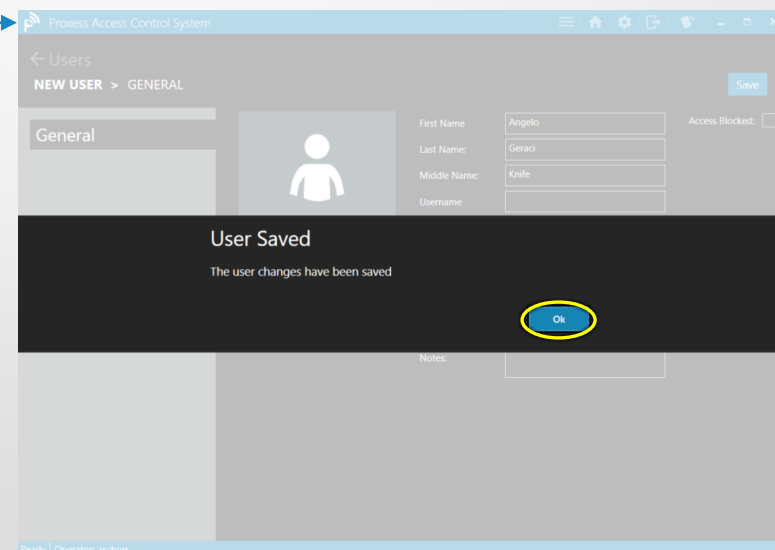 Proxess Access Control System
Users
NEW USER > GENERAL
Save
General
First Name
Angelo
Access Blocked:
Last Name:
Geraci
Middle Name:
Knife
Username
User Saved
The user changes have been saved
Ok
Notes:
Ready
Operator: